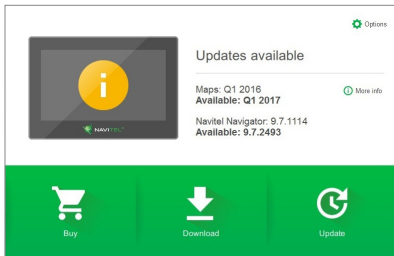 Options
Updates available
Maps: Q1 2016
Available: Q1 2017
More info
Navitel Navigator: 9.7.1114
Available: 9.7.2493
NAVITEL®
Buy
Download
Update